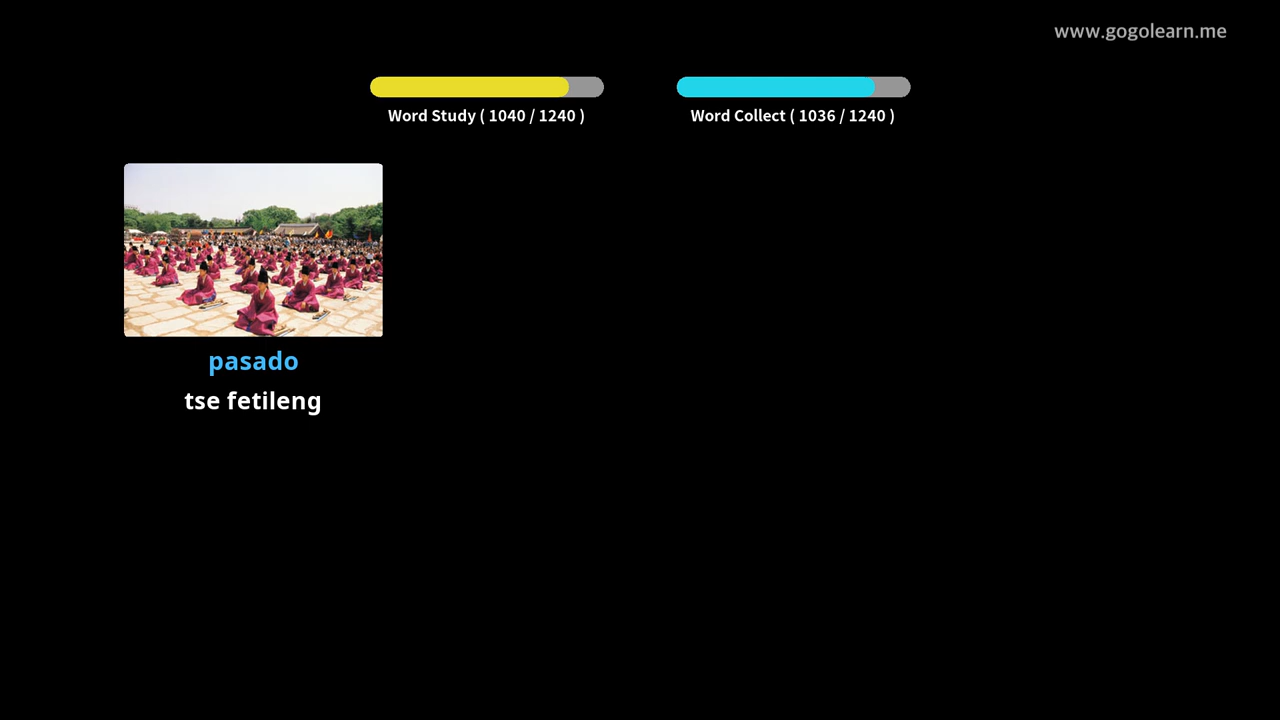 www.gogolearn.me
Word Study ( 1040 / 1240 )
Word Collect ( 1036 / 1240 )
pasado
tse fetileng